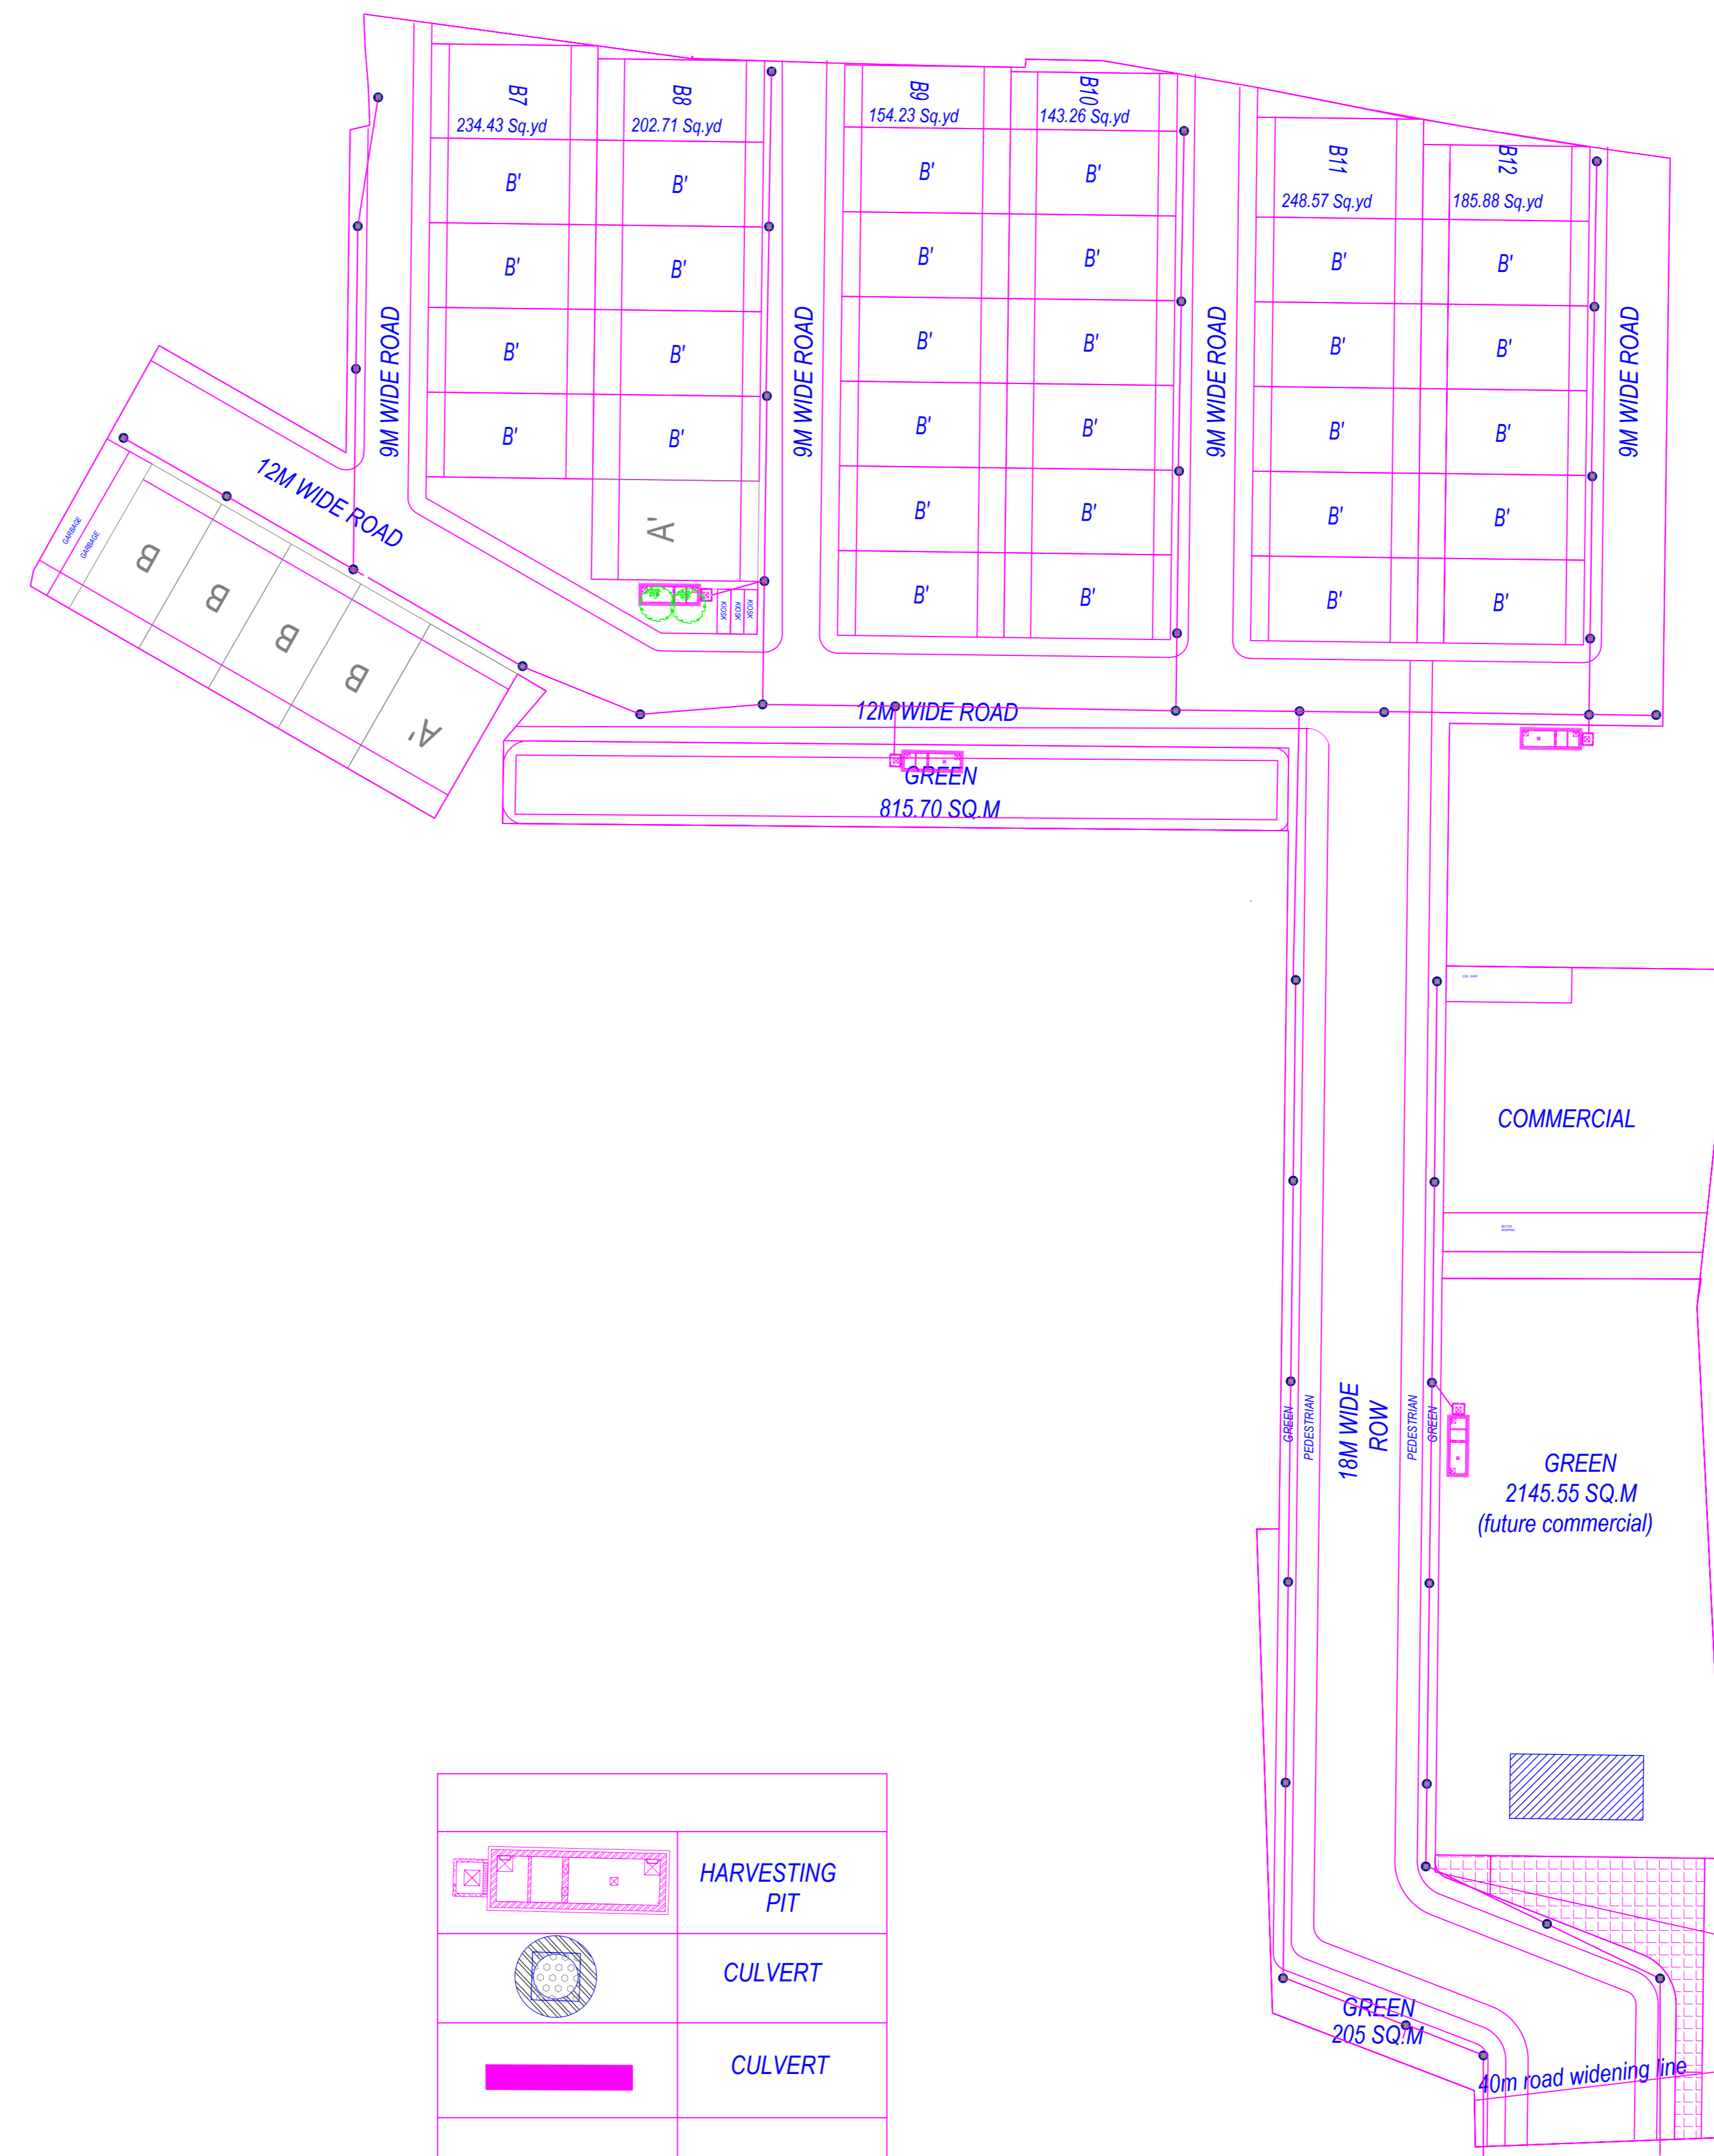 B7
234.43 Sq.yd
B8
202.71 Sq.yd
B9
154.23 Sq.yd
B10
143.26 Sq.yd
B11
248.57 Sq.yd
B12
185.88 Sq.yd
B' B' B' B' B' B'
B' B' B' B' B' B'
B' B' B' B' B' B'
B' B' B' B' B' B'
B' B' B' B'
A'
9M WIDE ROAD
9M WIDE ROAD
9M WIDE ROAD
9M WIDE ROAD
12M WIDE ROAD
GARBAGE
GARBAGE
B
B
B
B
A'
KIOSK
KIOSK
KIOSK
12M WIDE ROAD
GREEN
815.70 SQ.M
COMMERCIAL
GREEN
PEDESTRIAN
18M WIDE
ROW
PEDESTRIAN
GREEN
GREEN
2145.55 SQ.M
(future commercial)
HARVESTING
PIT
CULVERT
CULVERT
GREEN
205 SQ.M
40m road widening line